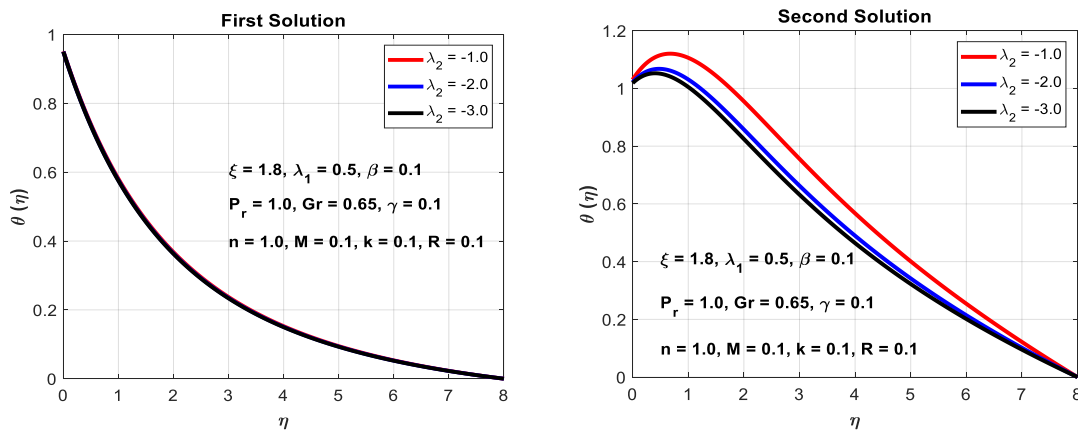 First Solution
1
0.8
0.6
0.4
0.2
0
0 1 2 3 4 5 6 7 8
θ (η)
η
λ2 = -1.0
λ2 = -2.0
λ2 = -3.0
ξ = 1.8, λ1 = 0.5, β = 0.1
Pr = 1.0, Gr = 0.65, γ = 0.1
n = 1.0, M = 0.1, k = 0.1, R = 0.1
Second Solution
1.2
1
0.8
0.6
0.4
0.2
0
0 1 2 3 4 5 6 7 8
θ (η)
η
λ2 = -1.0
λ2 = -2.0
λ2 = -3.0
ξ = 1.8, λ1 = 0.5, β = 0.1
Pr = 1.0, Gr = 0.65, γ = 0.1
n = 1.0, M = 0.1, k = 0.1, R = 0.1